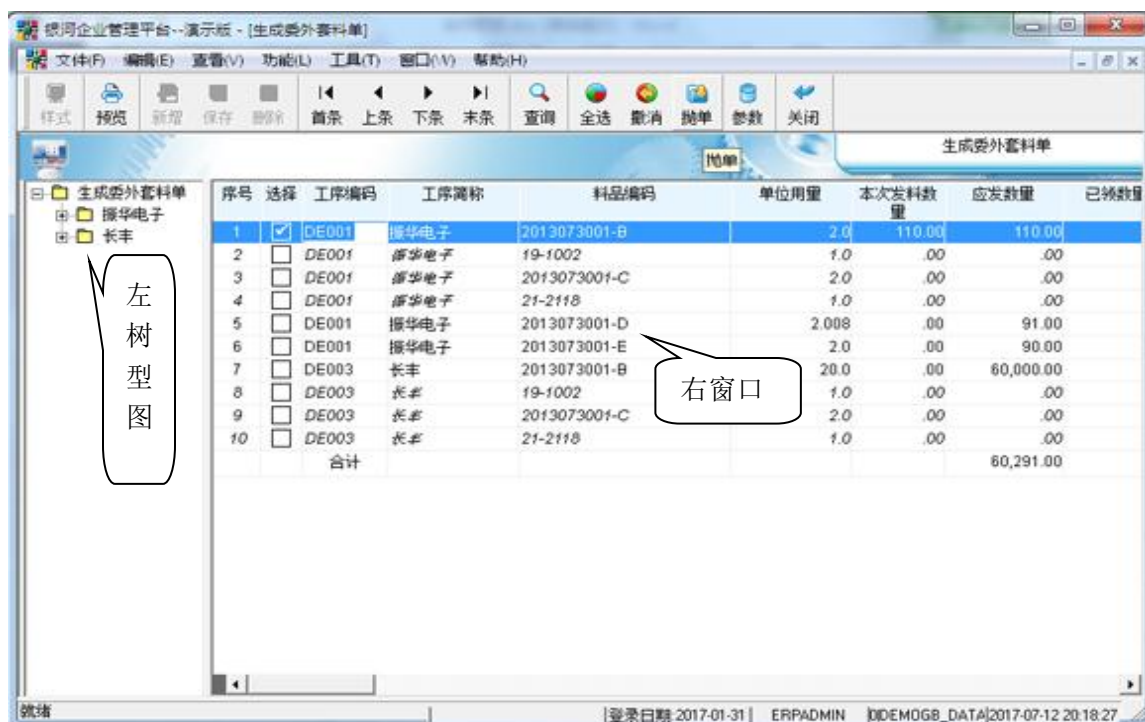 银河企业管理平台--演示版 - [生成委外套料单]
文件(F) 编辑(E) 查看(V) 功能(L) 工具(T) 窗口(W) 帮助(H)
样式 预览 新增 保存 删除 首条 上条 下条 末条 查询 全选 撤消 抛单 参数 关闭
抛单
生成委外套料单
生成委外套料单
振华电子
长丰
左树型图
序号 选择 工序编码 工序简称 料品编码 单位用量 本次发料数量 应发数量 已领数量
1 DE001 振华电子 2013073001-B 2.0 110.00 110.00
2 DE001 振华电子 19-1002 1.0 .00 .00
3 DE001 振华电子 2013073001-C 2.0 .00 .00
4 DE001 振华电子 21-2118 1.0 .00 .00
5 DE001 振华电子 2013073001-D 2.008 .00 91.00
6 DE001 振华电子 2013073001-E 2.0 .00 90.00
7 DE003 长丰 2013073001-B 20.0 .00 60,000.00
8 DE003 长丰 19-1002 1.0 .00 .00
9 DE003 长丰 2013073001-C 2.0 .00 .00
10 DE003 长丰 21-2118 1.0 .00 .00
合计 60,291.00
右窗口
就绪 登录日期:2017-01-31 ERPADMIN DEMOGB_DATA 2017-07-12 20:18:27